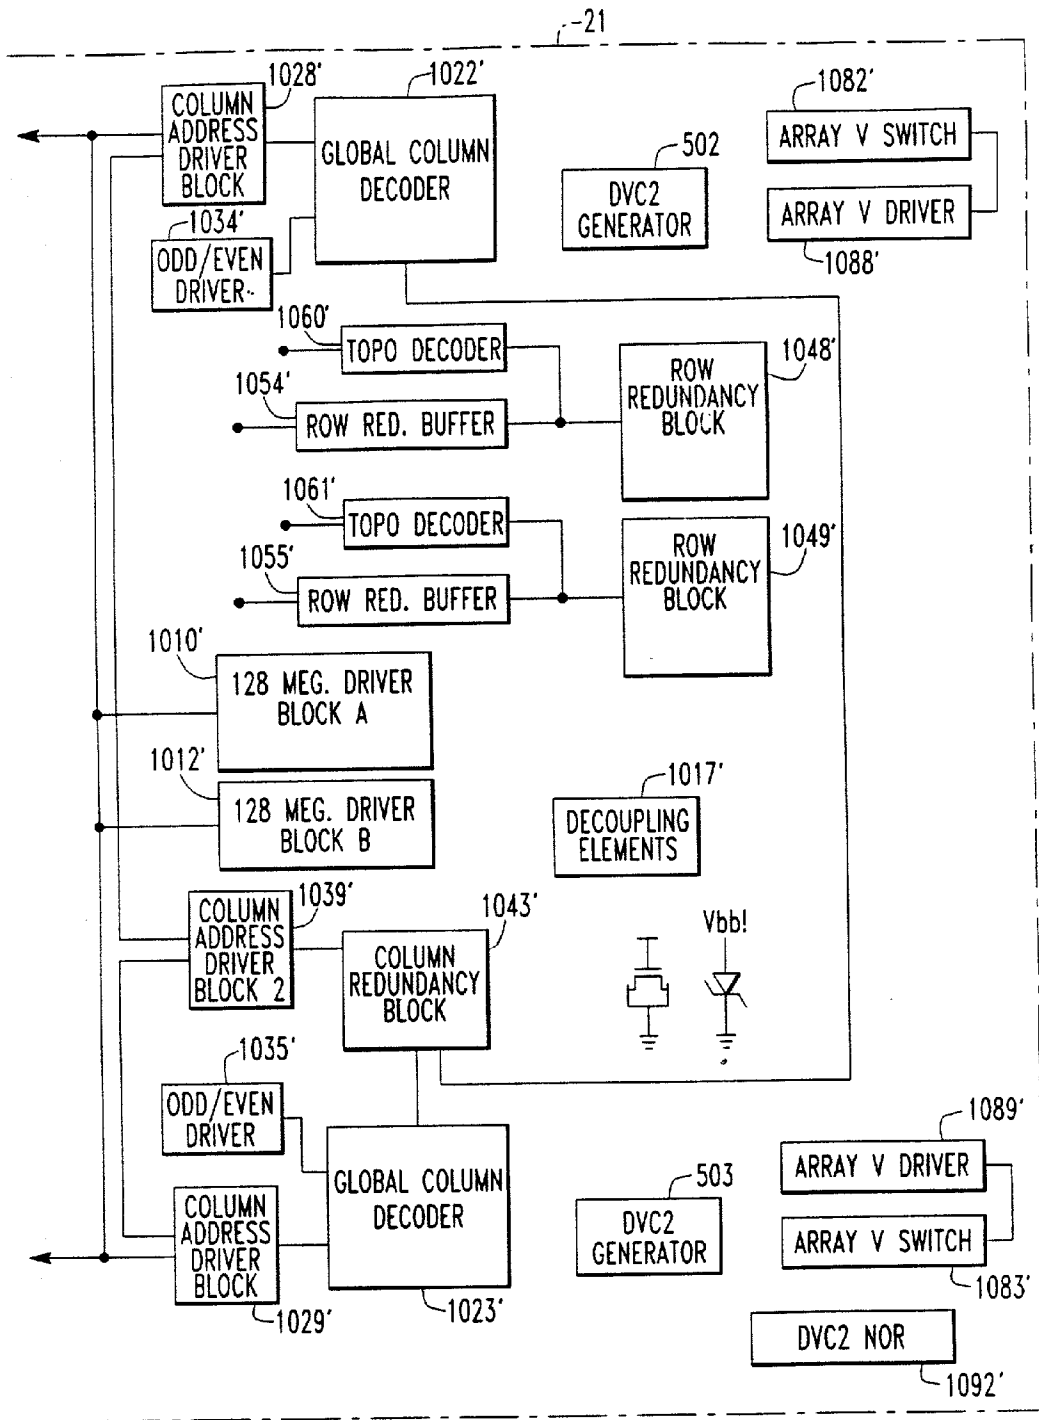 21
1028'
1022'
1082'
COLUMN
ADDRESS
DRIVER
BLOCK
GLOBAL COLUMN
DECODER
502
DVC2
GENERATOR
ARRAY V SWITCH
ARRAY V DRIVER
1088'
1034'
ODD/EVEN
DRIVER
1060'
TOPO DECODER
1048'
ROW
REDUNDANCY
BLOCK
1054'
ROW RED. BUFFER
1061'
TOPO DECODER
1049'
ROW
REDUNDANCY
BLOCK
1055'
ROW RED. BUFFER
1010'
128 MEG. DRIVER
BLOCK A
1012'
128 MEG. DRIVER
BLOCK B
1017'
DECOUPLING
ELEMENTS
1039'
COLUMN
ADDRESS
DRIVER
BLOCK 2
1043'
COLUMN
REDUNDANCY
BLOCK
Vbb!
1035'
ODD/EVEN
DRIVER
1089'
ARRAY V DRIVER
GLOBAL COLUMN
DECODER
503
DVC2
GENERATOR
COLUMN
ADDRESS
DRIVER
BLOCK
ARRAY V SWITCH
1083'
1029'
1023'
DVC2 NOR
1092'